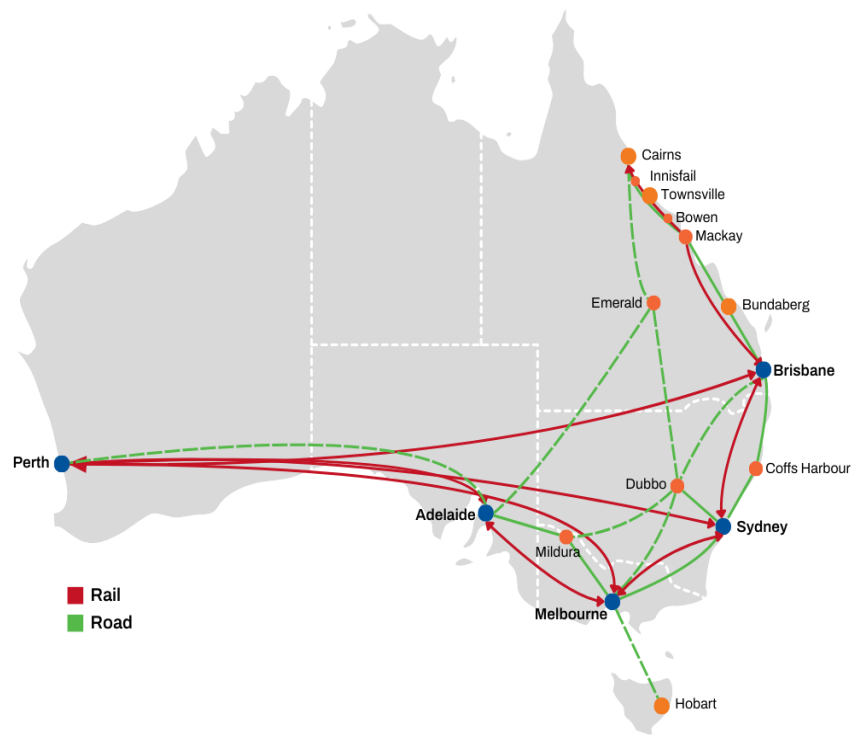 Cairns
Innisfail
Townsville
Bowen
Mackay
Emerald
Bundaberg
Brisbane
Perth
Coffs Harbour
Dubbo
Adelaide
Sydney
Mildura
Rail
Melbourne
Road
Hobart